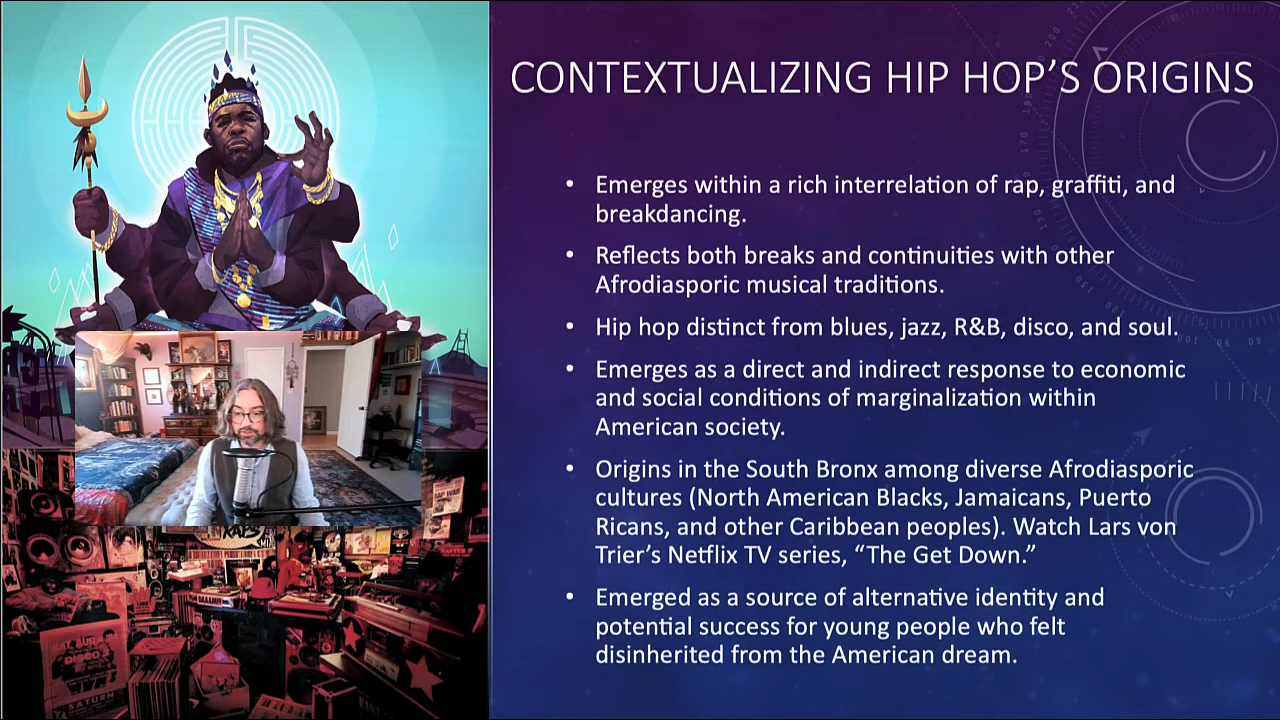 CONTEXTUALIZING HIP HOP’S ORIGINS
• Emerges within a rich interrelation of rap, graffiti, and
breakdancing.
• Reflects both breaks and continuities with other
Afrodiasporic musical traditions.
• Hip hop distinct from blues, jazz, R&B, disco, and soul.
• Emerges as a direct and indirect response to economic
and social conditions of marginalization within
American society.
• Origins in the South Bronx among diverse Afrodiasporic
cultures (North American Blacks, Jamaicans, Puerto
Ricans, and other Caribbean peoples). Watch Lars von
Trier’s Netflix TV series, “The Get Down.”
• Emerged as a source of alternative identity and
potential success for young people who felt
disinherited from the American dream.
RAP WAR
SATURN